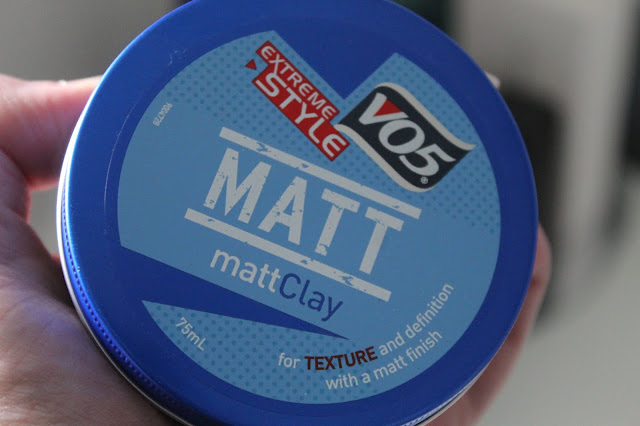 EXTREME
STYLE
VO5®
MATT
mattClay
75mL
for TEXTURE and definition
with a matt finish